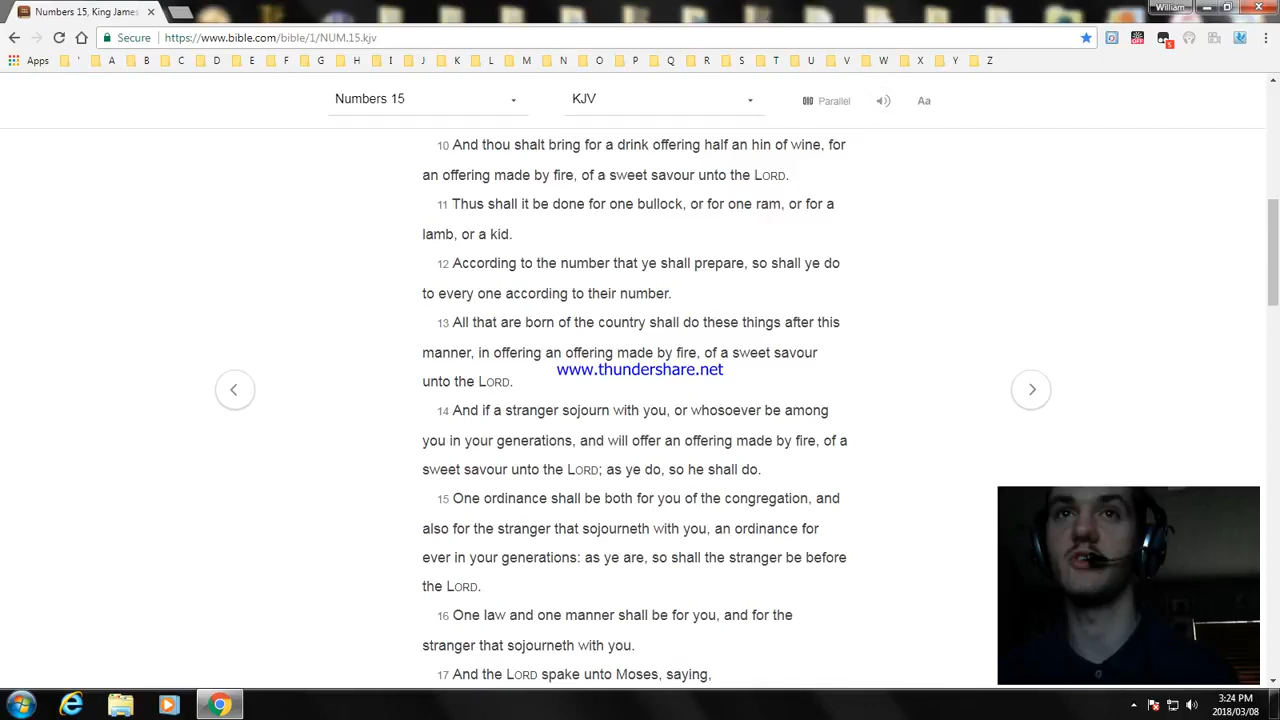 William
Numbers 15, King James
Secure
https://www.bible.com/bible/1/NUM.15.kjv
OFF
5
Apps ' A B C D E F G H I J K L M N O P Q R S T U V W X Y Z
Numbers 15 KJV Parallel Aa
10 And thou shalt bring for a drink offering half an hin of wine, for
an offering made by fire, of a sweet savour unto the LORD.
11 Thus shall it be done for one bullock, or for one ram, or for a
lamb, or a kid.
12 According to the number that ye shall prepare, so shall ye do
to every one according to their number.
13 All that are born of the country shall do these things after this
manner, in offering an offering made by fire, of a sweet savour
www.thundershare.net
unto the LORD.
14 And if a stranger sojourn with you, or whosoever be among
you in your generations, and will offer an offering made by fire, of a
sweet savour unto the LORD; as ye do, so he shall do.
15 One ordinance shall be both for you of the congregation, and
also for the stranger that sojourneth with you, an ordinance for
ever in your generations: as ye are, so shall the stranger be before
the LORD.
16 One law and one manner shall be for you, and for the
stranger that sojourneth with you.
17 And the LORD spake unto Moses, saying,
3:24 PM
2018/03/08